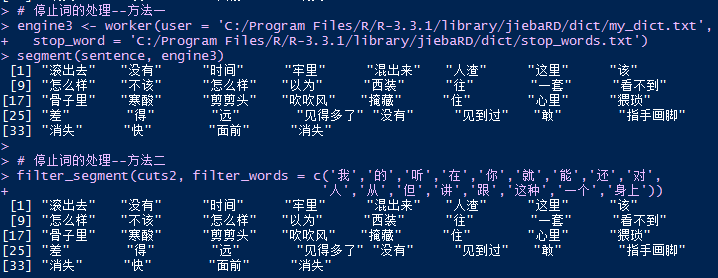 > # 停止词的处理--方法一
> engine3 <- worker(user = 'C:/Program Files/R/R-3.3.1/library/jiebaRD/dict/my_dict.txt',
+   stop_word = 'C:/Program Files/R/R-3.3.1/library/jiebaRD/dict/stop_words.txt')
> segment(sentence, engine3)
[1] "滚出去" "没有" "时间" "牢里" "混出来" "人渣" "这里" "该"
[9] "怎么样" "不该" "怎么样" "以为" "西装" "往" "一套" "看不到"
[17] "骨子里" "寒酸" "剪剪头" "吹吹风" "掩藏" "住" "心里" "猥琐"
[25] "差" "得" "远" "见得多了" "没有" "见到过" "敢" "指手画脚"
[33] "消失" "快" "面前" "消失"
>
> # 停止词的处理--方法二
> filter_segment(cuts2, filter_words = c('我','的','听','在','你','就','能','还','对',
+ '人','从','但','讲','跟','这种','一个','身上'))
[1] "滚出去" "没有" "时间" "牢里" "混出来" "人渣" "这里" "该"
[9] "怎么样" "不该" "怎么样" "以为" "西装" "往" "一套" "看不到"
[17] "骨子里" "寒酸" "剪剪头" "吹吹风" "掩藏" "住" "心里" "猥琐"
[25] "差" "得" "远" "见得多了" "没有" "见到过" "敢" "指手画脚"
[33] "消失" "快" "面前" "消失"